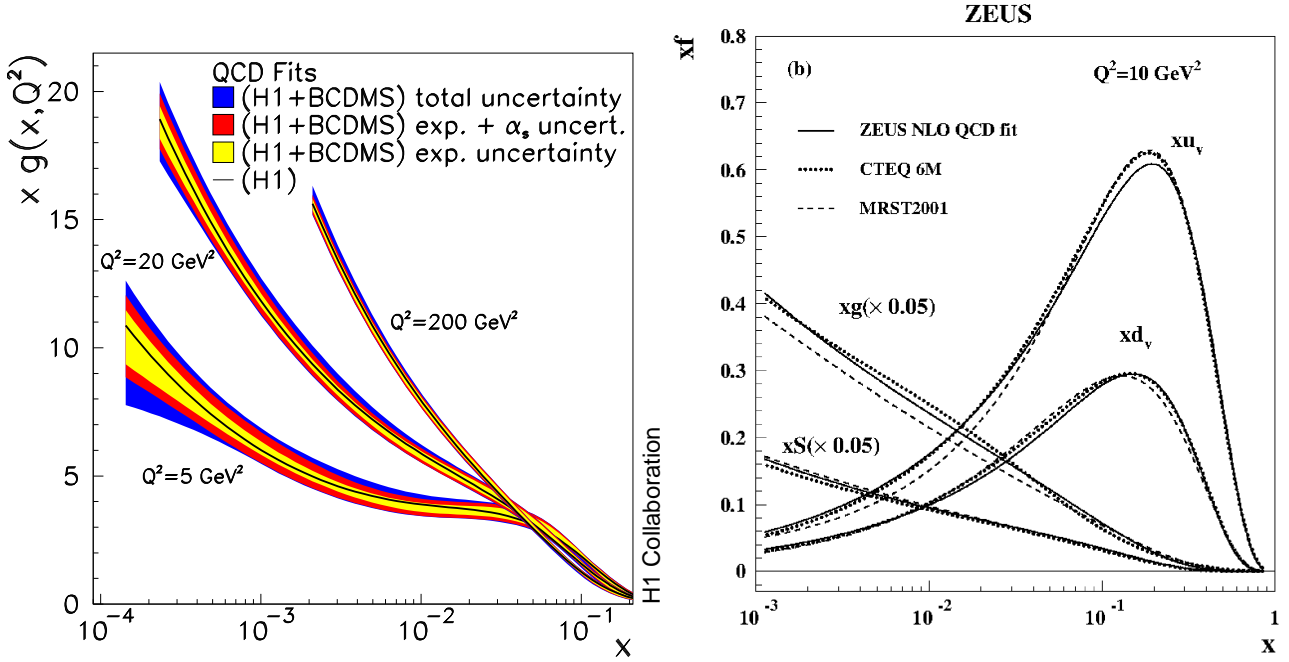 x g(x,Q²)
20
15
10
5
0
QCD Fits
(H1+BCDMS) total uncertainty
(H1+BCDMS) exp. + αₛ uncert.
(H1+BCDMS) exp. uncertainty
(H1)
Q²=20 GeV²
Q²=200 GeV²
Q²=5 GeV²
10⁻⁴ 10⁻³ 10⁻² 10⁻¹
x
H1 Collaboration
ZEUS
xf
0.8
0.7
0.6
0.5
0.4
0.3
0.2
0.1
0
(b)
Q²=10 GeV²
ZEUS NLO QCD fit
CTEQ 6M
MRST2001
xuᵥ
xg(× 0.05)
xdᵥ
xS(× 0.05)
10⁻³ 10⁻² 10⁻¹ 1
x